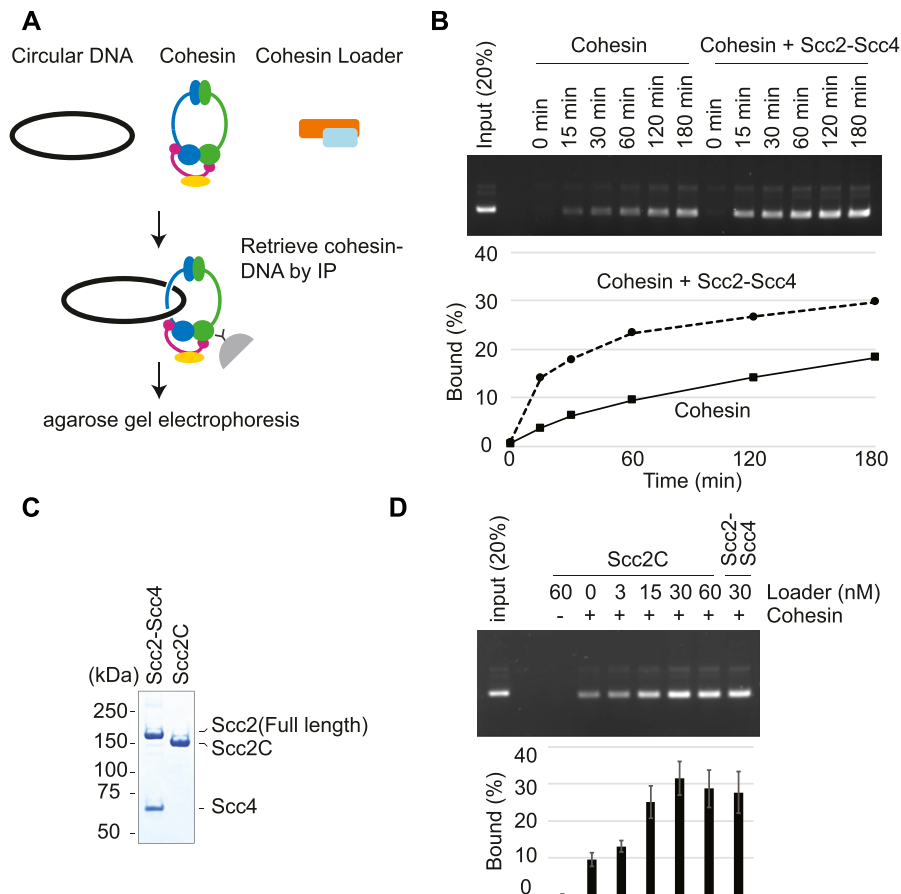 A
Circular DNA
Cohesin
Cohesin Loader
Retrieve cohesin-
DNA by IP
agarose gel electrophoresis
B
Cohesin
Cohesin + Scc2-Scc4
Input (20%)
0 min
15 min
30 min
60 min
120 min
180 min
0 min
15 min
30 min
60 min
120 min
180 min
40
30
20
10
0
Bound (%)
Cohesin + Scc2-Scc4
Cohesin
0
60
120
180
Time (min)
C
Scc2-Scc4
Scc2C
(kDa)
250
150
100
75
50
Scc2(Full length)
Scc2C
Scc4
D
input (20%)
Scc2C
Scc2-
Scc4
60 0 3 15 30 60 30 Loader (nM)
- + + + + + + Cohesin
40
30
20
10
0
Bound (%)